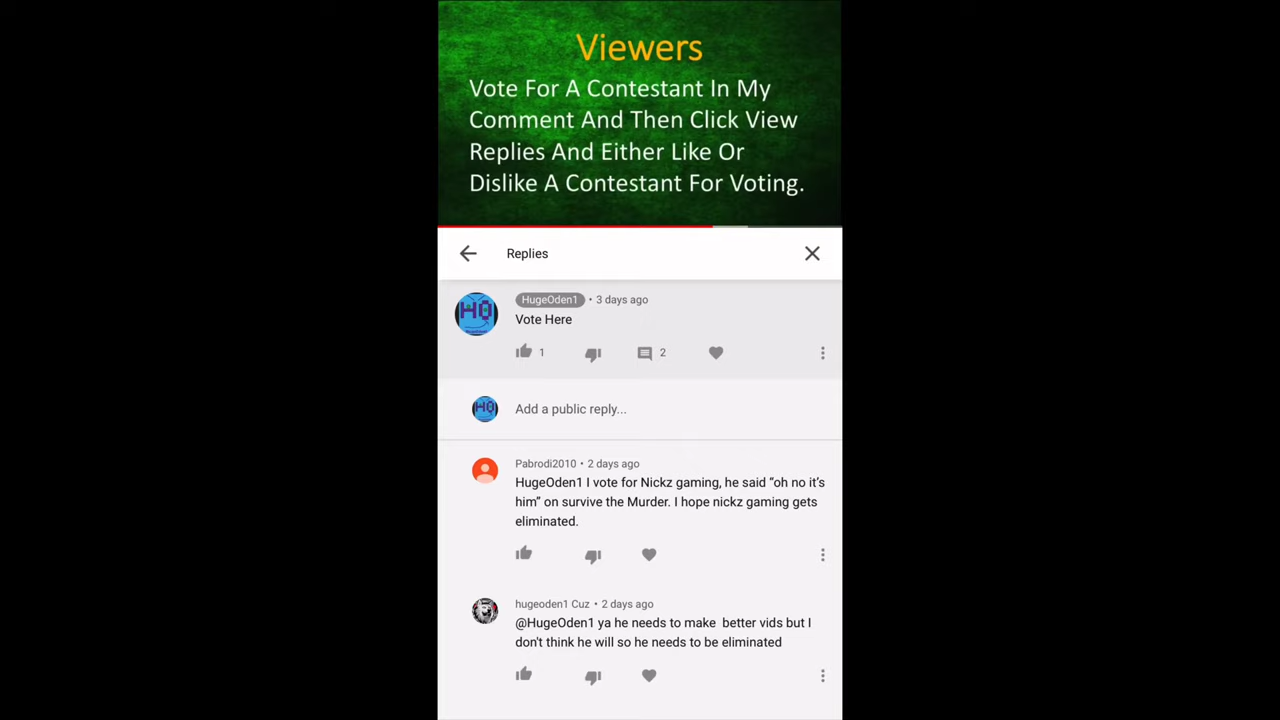 Viewers
Vote For A Contestant In My
Comment And Then Click View
Replies And Either Like Or
Dislike A Contestant For Voting.
Replies
HugeOden1 • 3 days ago
Vote Here
1 2
HO
Add a public reply...
Pabrodi2010 • 2 days ago
HugeOden1 I vote for Nickz gaming, he said “oh no it’s
him” on survive the Murder. I hope nickz gaming gets
eliminated.
hugeoden1 Cuz • 2 days ago
@HugeOden1 ya he needs to make  better vids but I
don't think he will so he needs to be eliminated